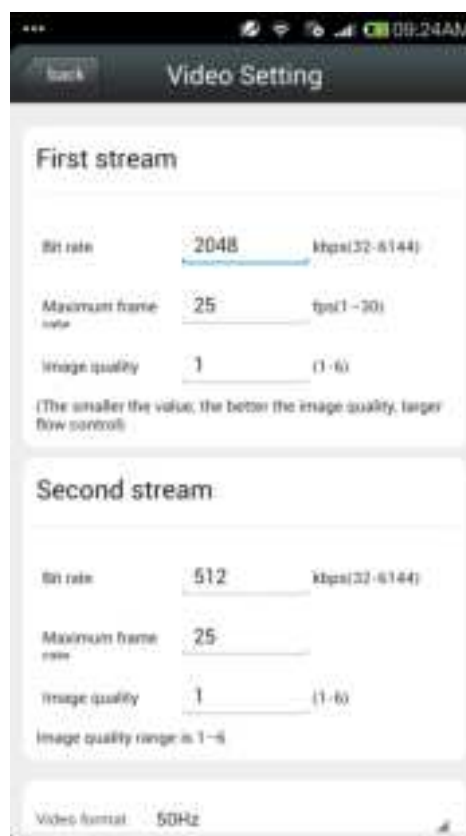 09:24AM
back Video Setting
First stream
Bit rate 2048 kbps(32-6144)
Maximum frame 25 fps(1~30)
rate
Image quality 1 (1-6)
(The smaller the value, the better the image quality, larger
flow control)
Second stream
Bit rate 512 kbps(32-6144)
Maximum frame 25
rate
Image quality 1 (1-6)
Image quality range is 1~6
Video format 50Hz